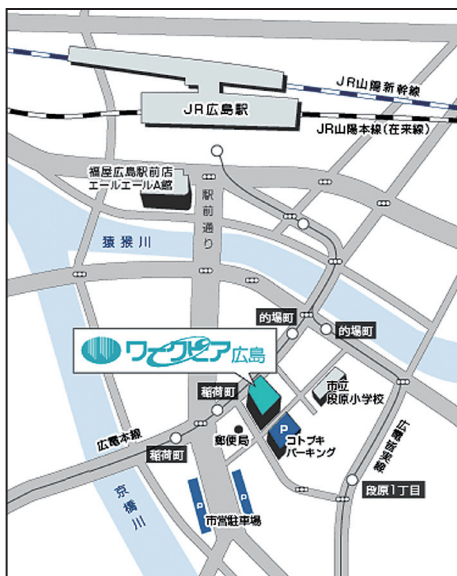 JR山陽新幹線
JR広島駅
JR山陽本線(在来線)
福屋広島駅前店
エールエールA館
駅前通り
猿猴川
的場町
的場町
ワークピア広島
市立
段原小学校
稲荷町
P
コトブキ
パーキング
郵便局
広電本線
稲荷町
広電皆実線
段原1丁目
京橋川
P
P
市営駐車場